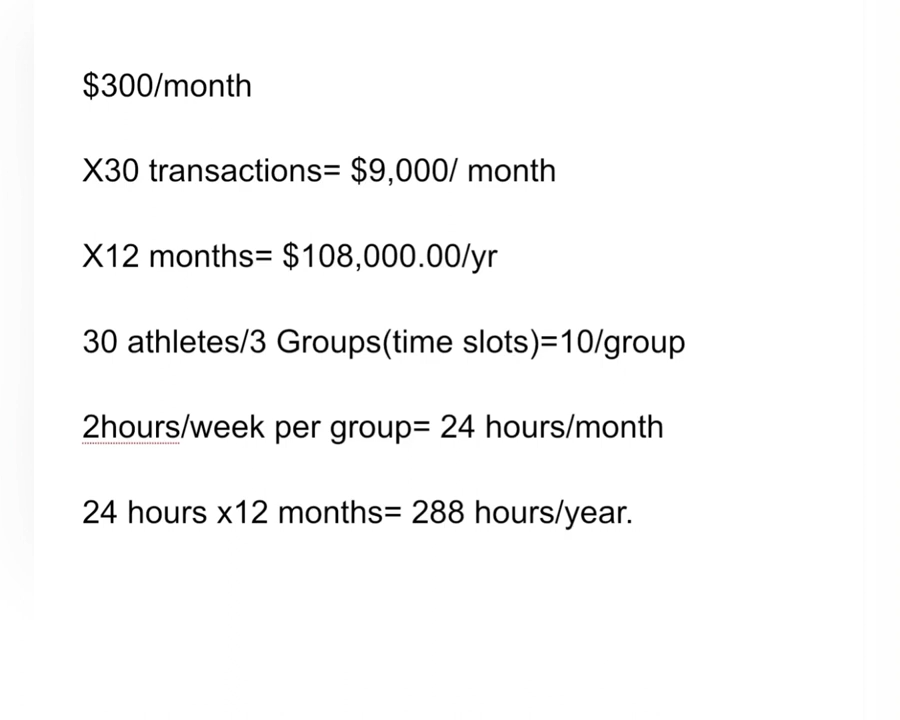 $300/month
X30 transactions= $9,000/ month
X12 months= $108,000.00/yr
30 athletes/3 Groups(time slots)=10/group
2hours/week per group= 24 hours/month
24 hours x12 months= 288 hours/year.